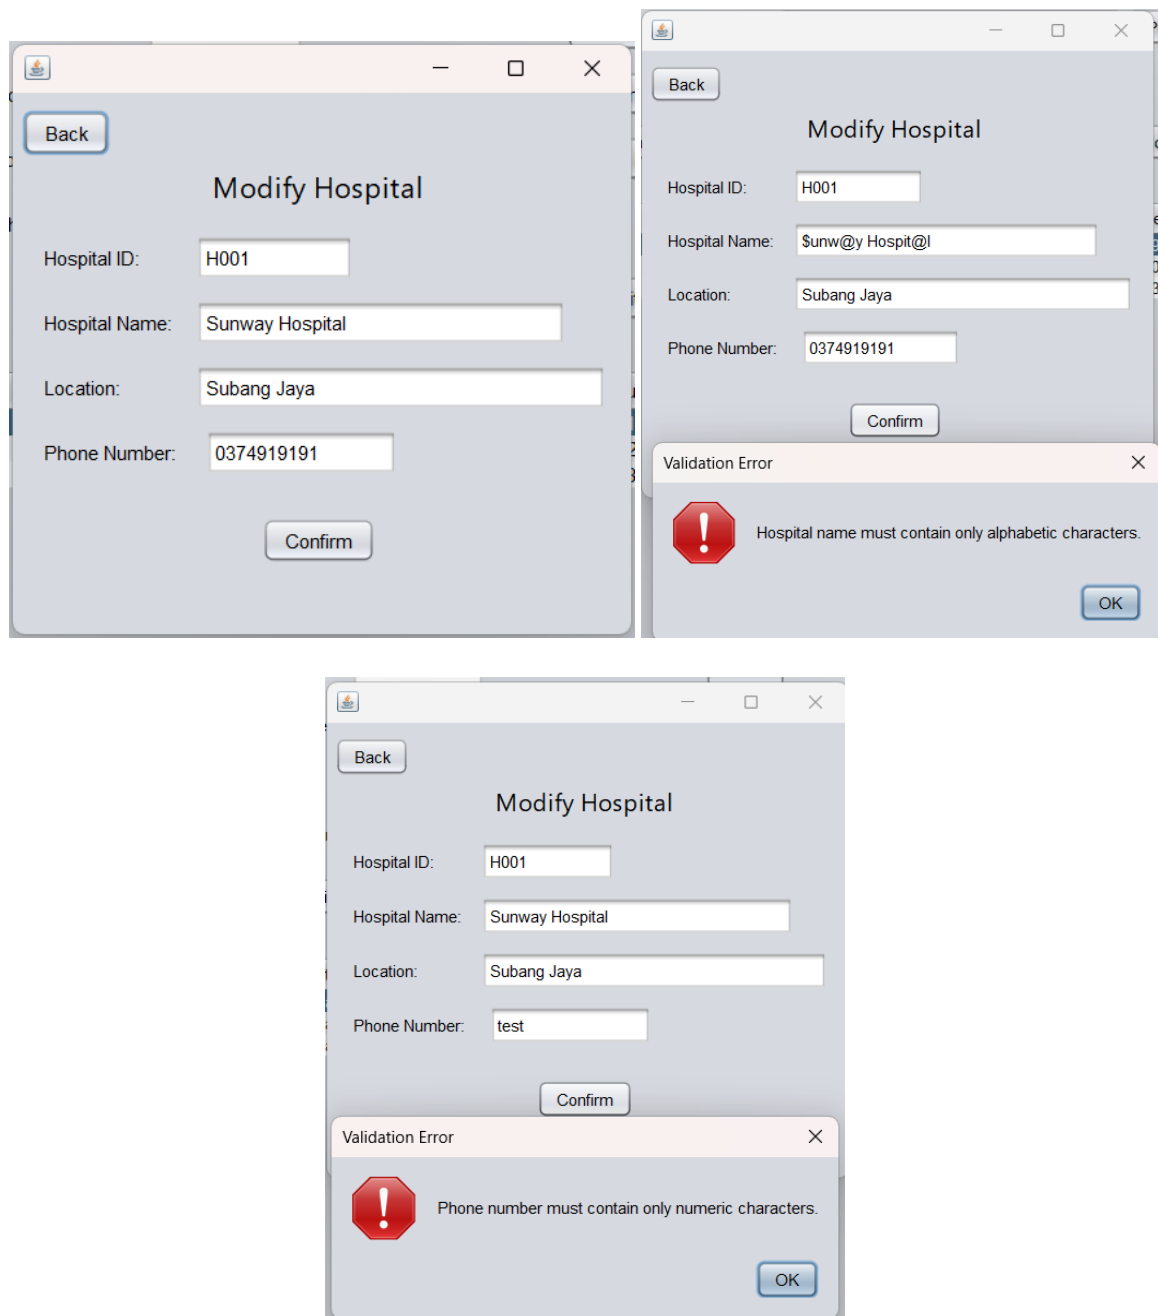 Back
Modify Hospital
Hospital ID: H001
Hospital Name: Sunway Hospital
Location: Subang Jaya
Phone Number: 0374919191
Confirm
Back
Modify Hospital
Hospital ID: H001
Hospital Name: $unw@y Hospit@l
Location: Subang Jaya
Phone Number: 0374919191
Confirm
Validation Error
Hospital name must contain only alphabetic characters.
OK
Back
Modify Hospital
Hospital ID: H001
Hospital Name: Sunway Hospital
Location: Subang Jaya
Phone Number: test
Confirm
Validation Error
Phone number must contain only numeric characters.
OK